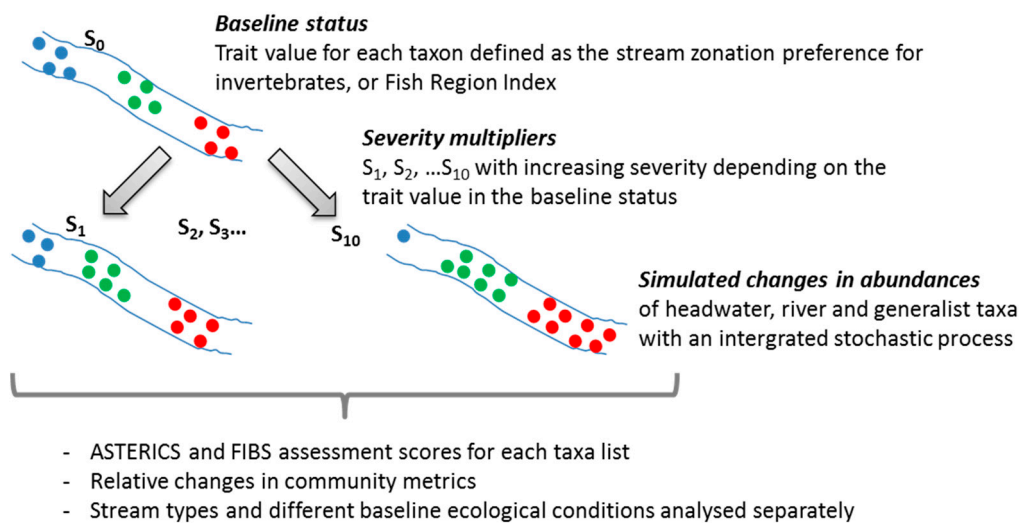 Baseline status
S0
Trait value for each taxon defined as the stream zonation preference for
invertebrates, or Fish Region Index
Severity multipliers
S1, S2, ...S10 with increasing severity depending on the
trait value in the baseline status
S1
S2, S3...
S10
Simulated changes in abundances
of headwater, river and generalist taxa
with an intergrated stochastic process
- ASTERICS and FIBS assessment scores for each taxa list
- Relative changes in community metrics
- Stream types and different baseline ecological conditions analysed separately